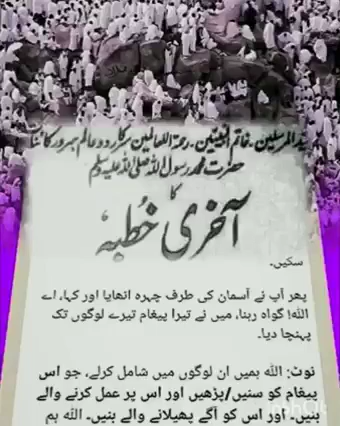 سید المرسلین۔ خاتم النبیین۔ رحمۃ العالمین سرکار دو عالم سرور کائنات
حضرت محمد رسول اللہ صلی اللہ علیہ وسلم
کا
آخری خطبہ
سکیں۔
پھر آپ نے آسمان کی طرف چہرہ اٹھایا اور کہا، اے
اللہ! گواہ رہنا، میں نے تیرا پیغام تیرے لوگوں تک
پہنچا دیا۔
نوٹ: اللہ ہمیں ان لوگوں میں شامل کرلے، جو اس
پیغام کو سنیں/پڑھیں اور اس پر عمل کرنے والے
بنیں۔ اور اس کو آگے پھیلانے والے بنیں۔ اللہ ہم